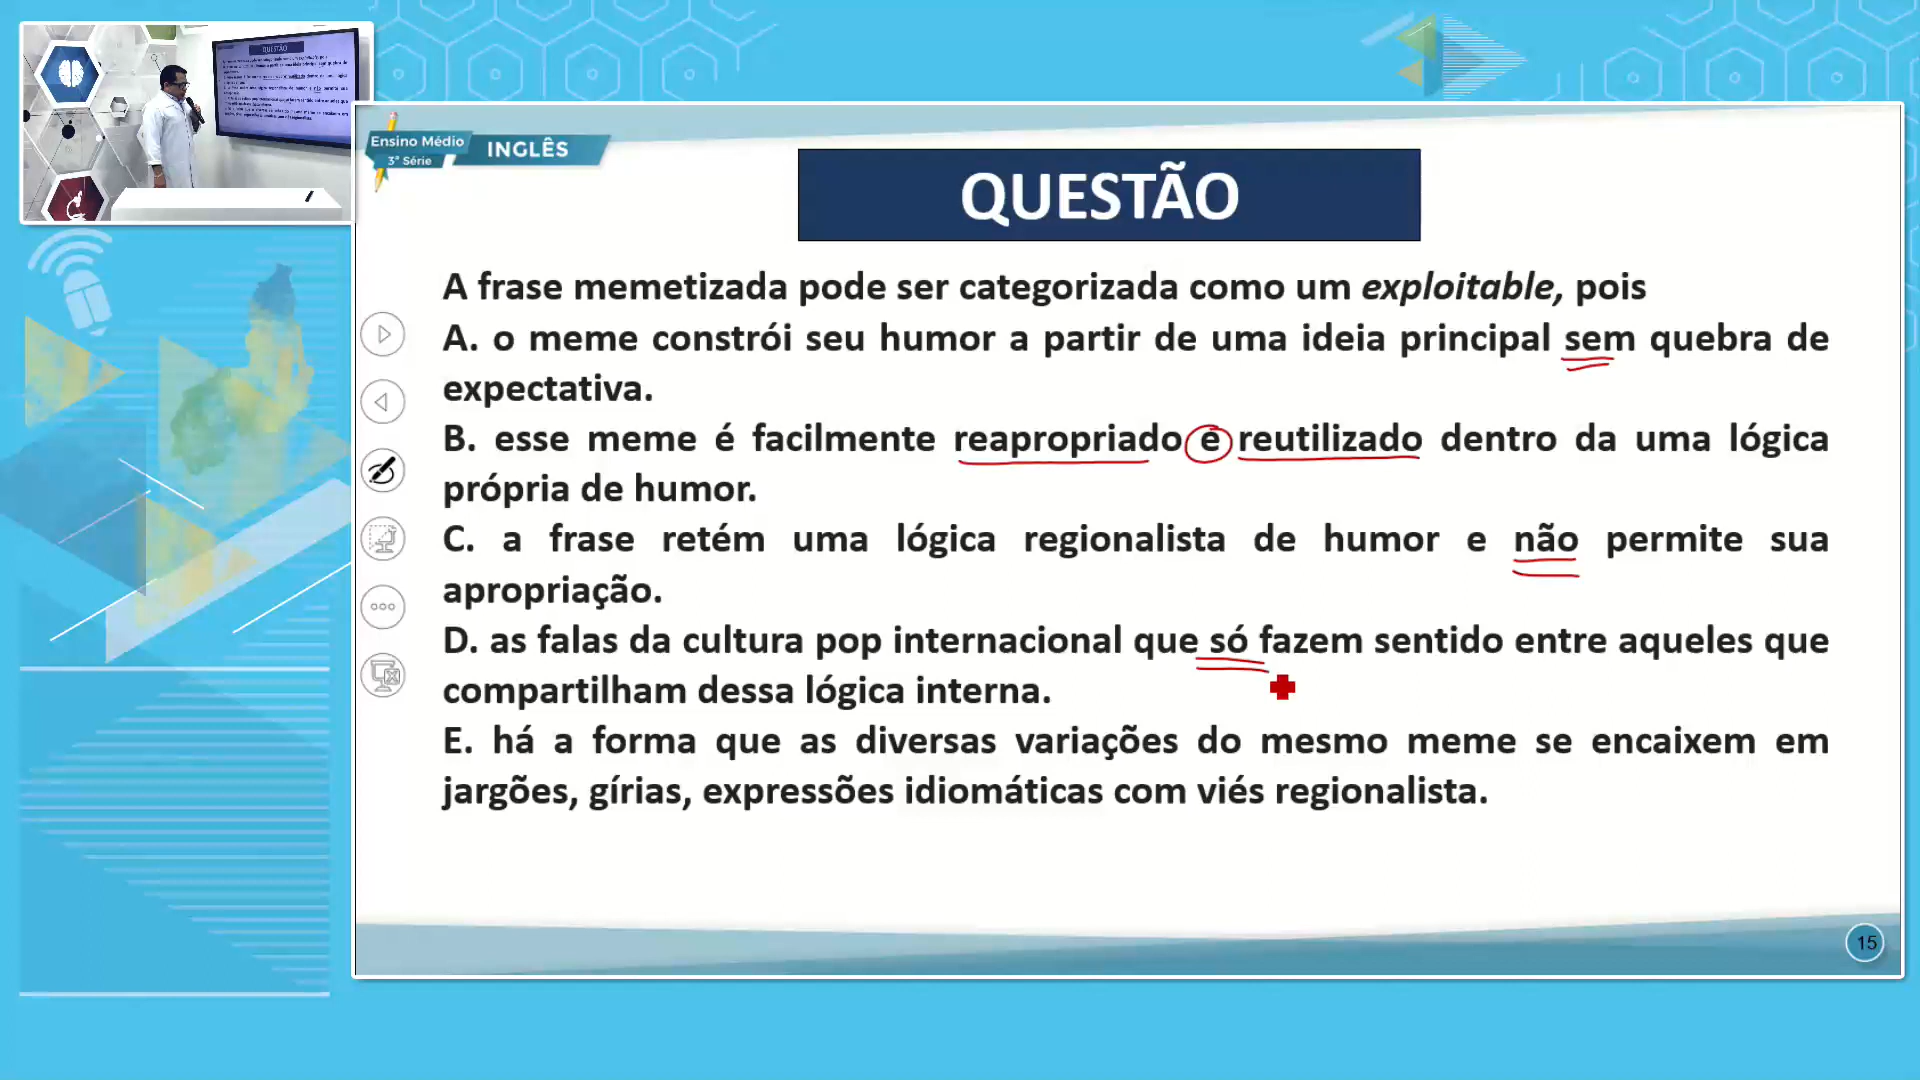 QUESTÃO
Ensino Médio
3ª Série
INGLÊS
QUESTÃO
A frase memetizada pode ser categorizada como um exploitable, pois
A. o meme constrói seu humor a partir de uma ideia principal sem quebra de
expectativa.
B. esse meme é facilmente reapropriado e reutilizado dentro da uma lógica
própria de humor.
C. a frase retém uma lógica regionalista de humor e não permite sua
apropriação.
D. as falas da cultura pop internacional que só fazem sentido entre aqueles que
compartilham dessa lógica interna.
E. há a forma que as diversas variações do mesmo meme se encaixem em
jargões, gírias, expressões idiomáticas com viés regionalista.
15